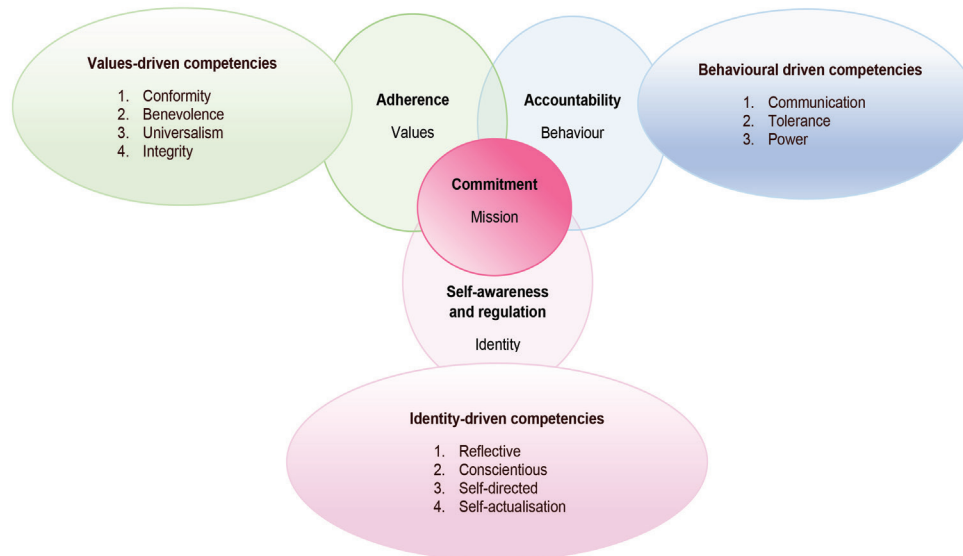 Values-driven competencies
1. Conformity
2. Benevolence
3. Universalism
4. Integrity
Adherence
Values
Accountability
Behaviour
Behavioural driven competencies
1. Communication
2. Tolerance
3. Power
Commitment
Mission
Self-awareness
and regulation
Identity
Identity-driven competencies
1. Reflective
2. Conscientious
3. Self-directed
4. Self-actualisation